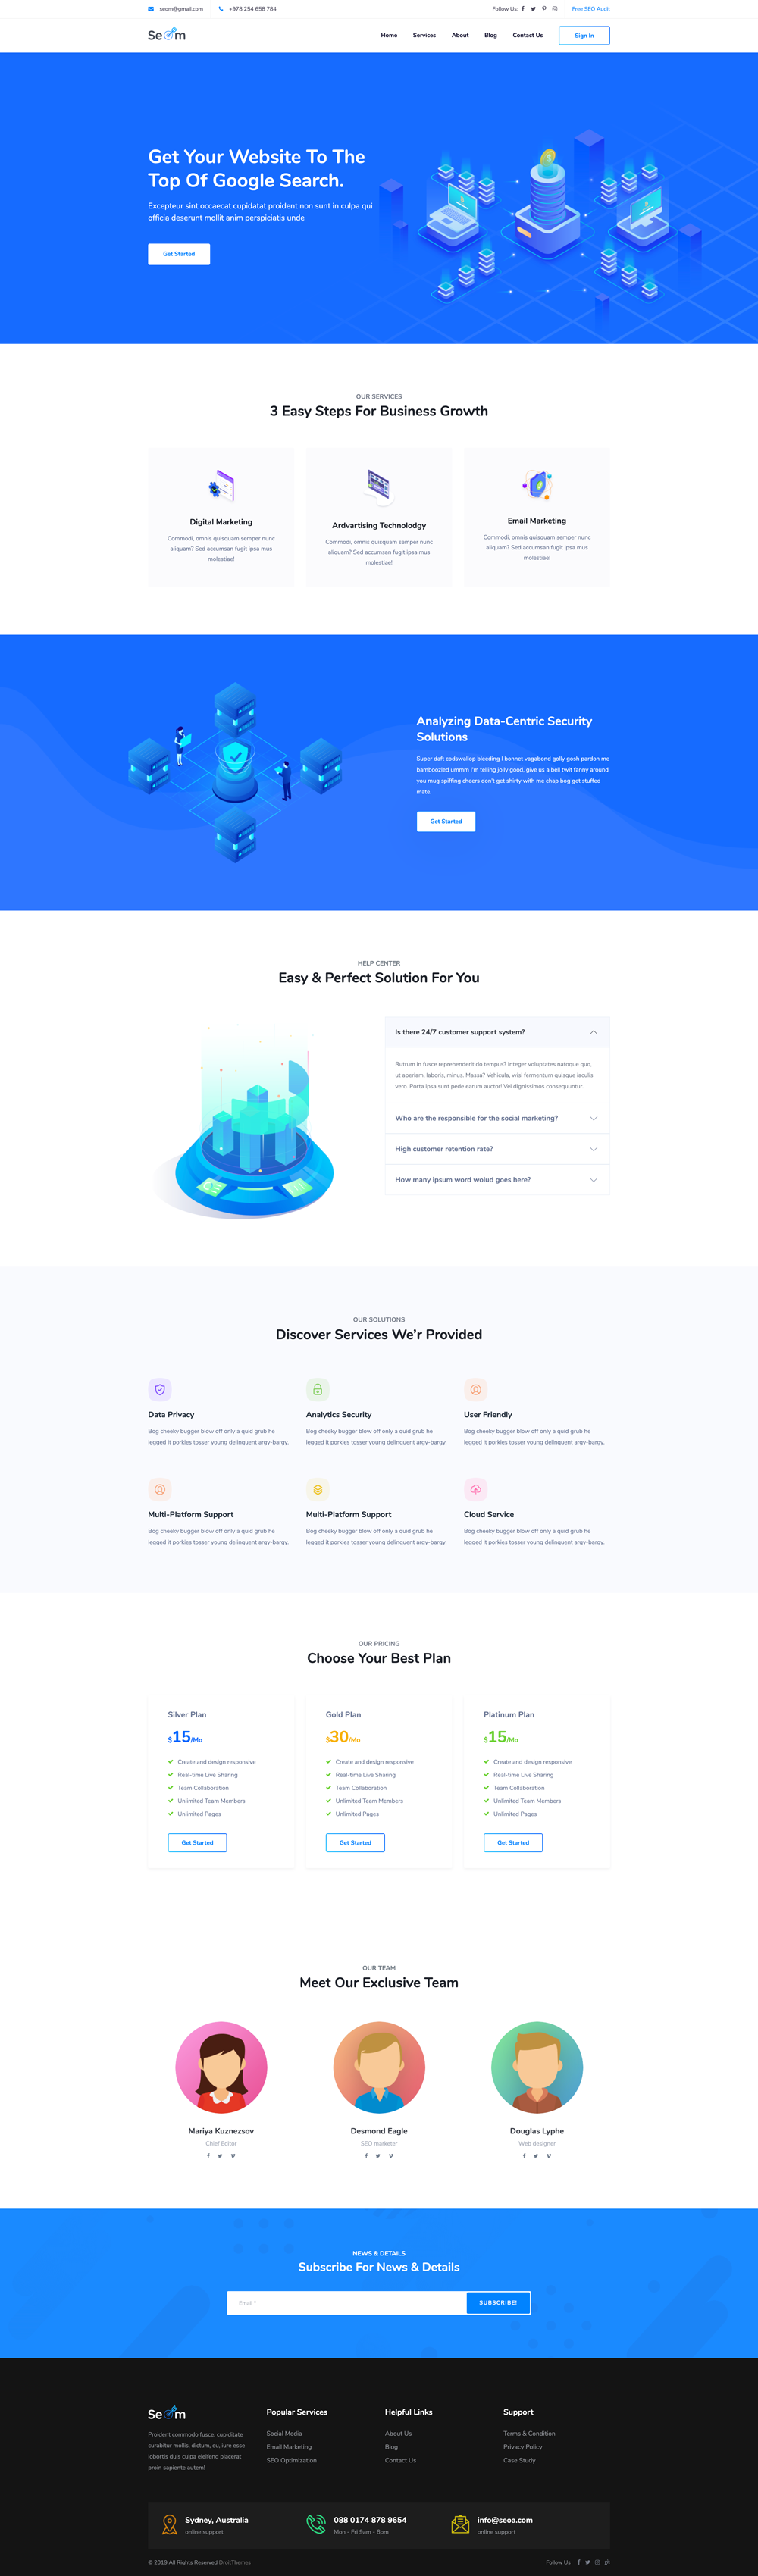 seom@gmail.com
+978 254 658 784
Follow Us:
Free SEO Audit
Seom
Home
Services
About
Blog
Contact Us
Sign In
Get Your Website To The
Top Of Google Search.
Excepteur sint occaecat cupidatat proident non sunt in culpa qui
officia deserunt mollit anim perspiciatis unde
Get Started
OUR SERVICES
3 Easy Steps For Business Growth
Digital Marketing
Commodi, omnis quisquam semper nunc
aliquam? Sed accumsan fugit ipsa mus
molestiae!
Ardvartising Technolodgy
Commodi, omnis quisquam semper nunc
aliquam? Sed accumsan fugit ipsa mus
molestiae!
Email Marketing
Commodi, omnis quisquam semper nunc
aliquam? Sed accumsan fugit ipsa mus
molestiae!
Analyzing Data-Centric Security
Solutions
Super daft codswallop bleeding I bonnet vagabond golly gosh pardon me
bamboozled ummm I'm telling jolly good, give us a bell twit fanny around
you mug spiffing cheers don't get shirty with me chap bog get stuffed
mate.
Get Started
HELP CENTER
Easy & Perfect Solution For You
Is there 24/7 customer support system?
Rutrum in fusce reprehenderit do tempus? Integer voluptates natoque quo,
ut aperiam, laboris, minus. Massa? Vehicula, wisi fermentum quisque iaculis
vero. Porta ipsa sunt pede earum auctor! Vel dignissimos consequuntur.
Who are the responsible for the social marketing?
High customer retention rate?
How many ipsum word wolud goes here?
OUR SOLUTIONS
Discover Services We'r Provided
Data Privacy
Bog cheeky bugger blow off only a quid grub he
legged it porkies tosser young delinquent argy-bargy.
Analytics Security
Bog cheeky bugger blow off only a quid grub he
legged it porkies tosser young delinquent argy-bargy.
User Friendly
Bog cheeky bugger blow off only a quid grub he
legged it porkies tosser young delinquent argy-bargy.
Multi-Platform Support
Bog cheeky bugger blow off only a quid grub he
legged it porkies tosser young delinquent argy-bargy.
Multi-Platform Support
Bog cheeky bugger blow off only a quid grub he
legged it porkies tosser young delinquent argy-bargy.
Cloud Service
Bog cheeky bugger blow off only a quid grub he
legged it porkies tosser young delinquent argy-bargy.
OUR PRICING
Choose Your Best Plan
Silver Plan
$15/Mo
Create and design responsive
Real-time Live Sharing
Team Collaboration
Unlimited Team Members
Unlimited Pages
Get Started
Gold Plan
$30/Mo
Create and design responsive
Real-time Live Sharing
Team Collaboration
Unlimited Team Members
Unlimited Pages
Get Started
Platinum Plan
$15/Mo
Create and design responsive
Real-time Live Sharing
Team Collaboration
Unlimited Team Members
Unlimited Pages
Get Started
OUR TEAM
Meet Our Exclusive Team
Mariya Kuznezsov
Chief Editor
Desmond Eagle
SEO marketer
Douglas Lyphe
Web designer
NEWS & DETAILS
Subscribe For News & Details
Email *
SUBSCRIBE!
Seom
Proident commodo fusce, cupiditate
curabitur mollis, dictum, eu, iure esse
lobortis duis culpa eleifend placerat
proin sapiente autem!
Popular Services
Social Media
Email Marketing
SEO Optimization
Helpful Links
About Us
Blog
Contact Us
Support
Terms & Condition
Privacy Policy
Case Study
Sydney, Australia
online support
088 0174 878 9654
Mon - Fri 9am - 6pm
info@seoa.com
online support
© 2019 All Rights Reserved DroitThemes
Follow Us